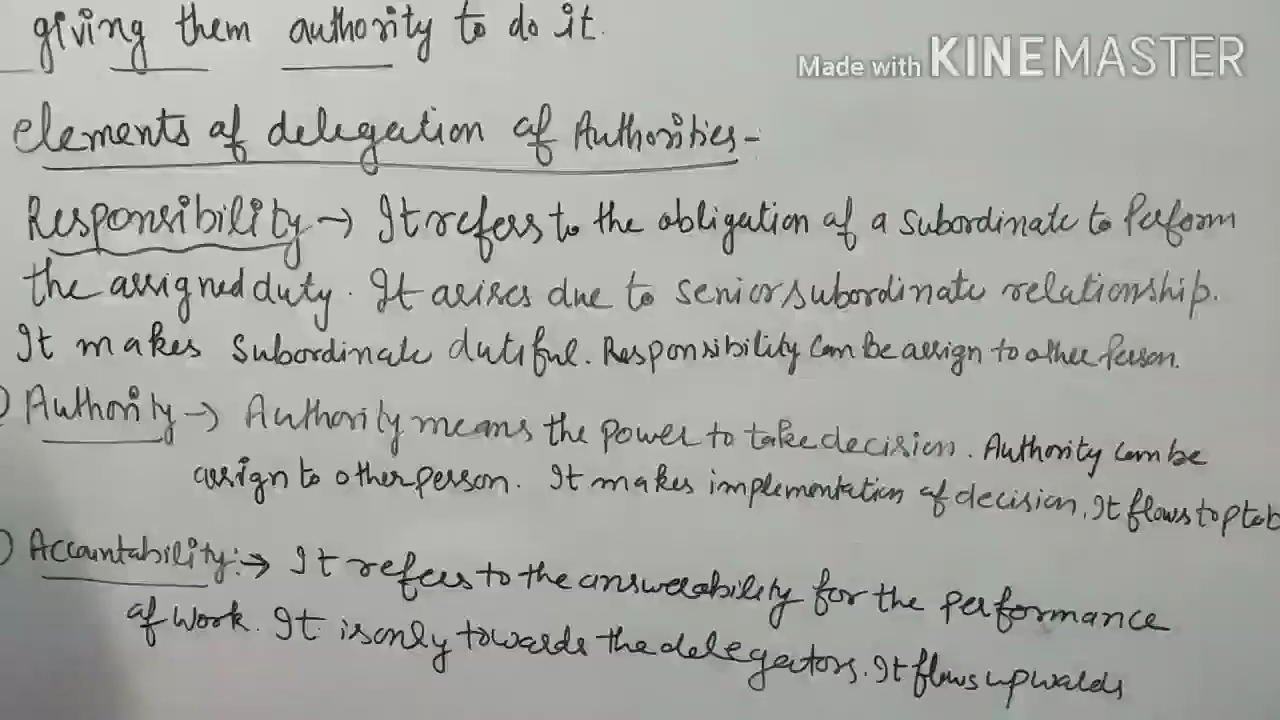 giving them authority to do it.
Made with KINEMASTER
Elements of delegation of Authorities-
Responsibility → It refers to the obligation of a subordinate to Perform
the assigned duty. It arises due to senior subordinate relationship.
It makes subordinate dutiful. Responsibility can be assign to other Person.
) Authority → Authority means the power to take decision. Authority can be
assign to other person. It makes implementation of decision. It flows top to b
) Accountability:→ It refers to the answerability for the performance
of work. It is only towards the delegators. It flows upwards